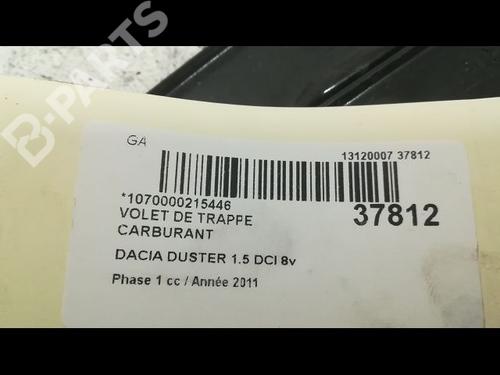 B-PARTS
GA
13120007 37812
*1070000215446
37812
VOLET DE TRAPPE
CARBURANT
DACIA DUSTER 1.5 DCI 8v
Phase 1 cc / Année 2011